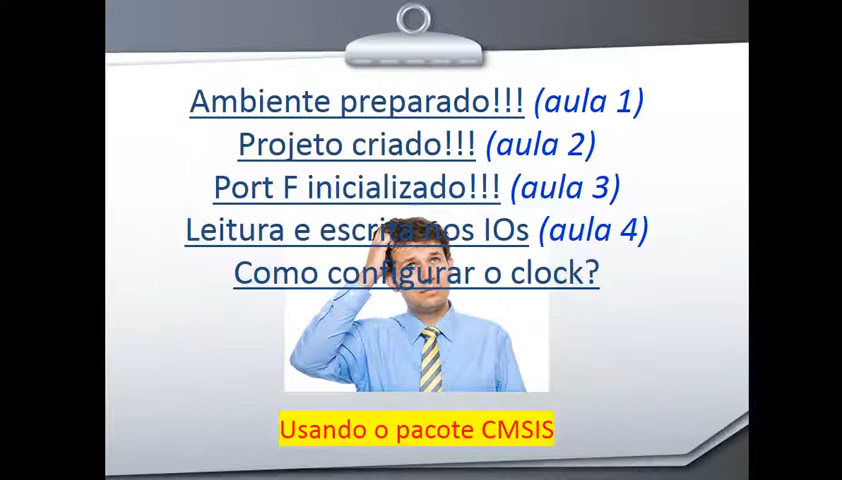 Ambiente preparado!!! (aula 1)
Projeto criado!!! (aula 2)
Port F inicializado!!! (aula 3)
Leitura e escrita nos IOs (aula 4)
Como configurar o clock?
Usando o pacote CMSIS